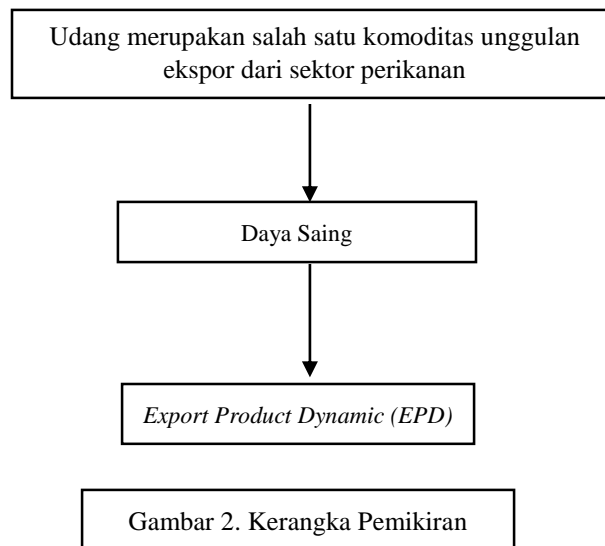 Udang merupakan salah satu komoditas unggulan
ekspor dari sektor perikanan
Daya Saing
Export Product Dynamic (EPD)
Gambar 2. Kerangka Pemikiran